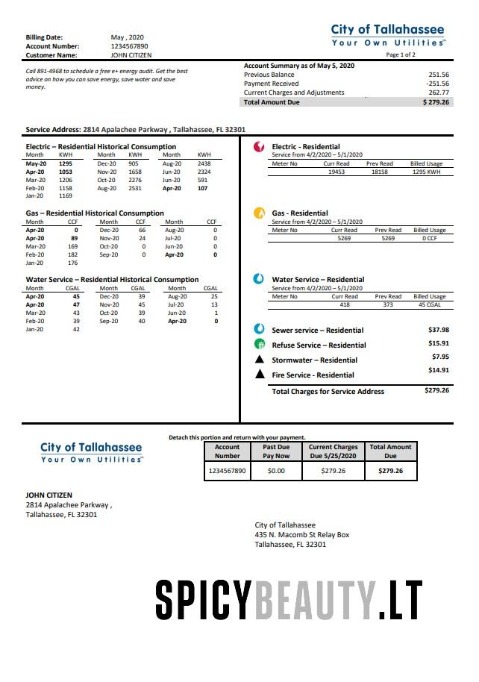 Billing Date: May , 2020
Account Number: 1234567890
Customer Name: JOHN CITIZEN
City of Tallahassee
Your Own Utilities™
Page 1 of 2
Call 891-4968 to schedule a free e+ energy audit. Get the best
advice on how you can save energy, save water and save
money.
Account Summary as of May 5, 2020
Previous Balance 251.56
Payment Received -251.56
Current Charges and Adjustments 262.77
Total Amount Due $ 279.26
Service Address: 2814 Apalachee Parkway , Tallahassee, FL 32301
Electric – Residential Historical Consumption
Month KWH Month KWH Month KWH
May-20 1295 Dec-20 905 Aug-20 2438
Apr-20 1053 Nov-20 1658 Jun-20 2324
Mar-20 1206 Oct-20 2276 Jun-20 591
Feb-20 1158 Aug-20 2531 Apr-20 107
Jan-20 1169
Gas – Residential Historical Consumption
Month CCF Month CCF Month CCF
Apr-20 0 Dec-20 66 Aug-20 0
Apr-20 89 Nov-20 24 Jul-20 0
Mar-20 169 Oct-20 0 Jun-20 0
Feb-20 182 Sep-20 0 Apr-20 0
Jan-20 176
Water Service – Residential Historical Consumption
Month CGAL Month CGAL Month CGAL
Apr-20 45 Dec-20 39 Aug-20 25
Apr-20 47 Nov-20 45 Jul-20 13
Mar-20 43 Oct-20 39 Jun-20 1
Feb-20 39 Sep-20 40 Apr-20 0
Jan-20 42
Electric - Residential
Service from 4/2/2020 – 5/1/2020
Meter No Curr Read Prev Read Billed Usage
19453 18158 1295 KWH
Gas - Residential
Service from 4/2/2020 – 5/1/2020
Meter No Curr Read Prev Read Billed Usage
5269 5269 0 CCF
Water Service – Residential
Service from 4/2/2020 – 5/1/2020
Meter No Curr Read Prev Read Billed Usage
418 373 45 CGAL
Sewer service – Residential $37.98
Refuse Service – Residential $15.91
Stormwater – Residential $7.95
Fire Service - Residential $14.91
Total Charges for Service Address $279.26
Detach this portion and return with your payment.
City of Tallahassee
Your Own Utilities™
Account Number Past Due Pay Now Current Charges Due 5/25/2020 Total Amount Due
1234567890 $0.00 $279.26 $279.26
JOHN CITIZEN
2814 Apalachee Parkway ,
Tallahassee, FL 32301
City of Tallahassee
435 N. Macomb St Relay Box
Tallahassee, FL 32301
SPICYBEAUTY.LT